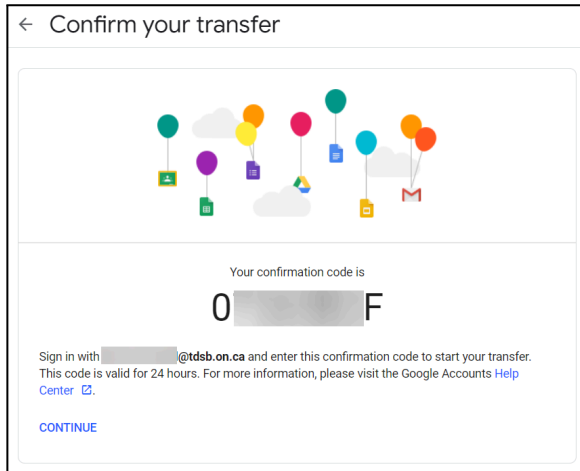 Confirm your transfer
Your confirmation code is
0 F
Sign in with @tdsb.on.ca and enter this confirmation code to start your transfer.
This code is valid for 24 hours. For more information, please visit the Google Accounts Help
Center.
CONTINUE